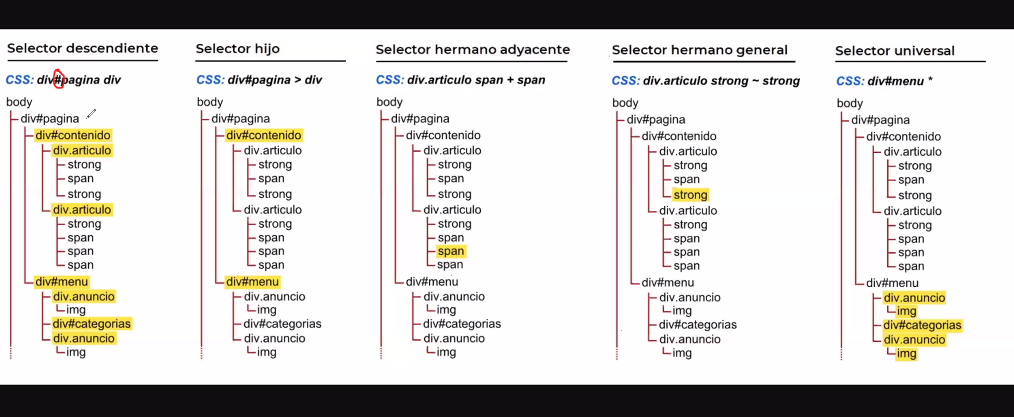 Selector descendiente
CSS: div#pagina div
body
div#pagina
div#contenido
div.articulo
strong
span
strong
div.articulo
strong
span
span
span
div#menu
div.anuncio
img
div#categorias
div.anuncio
img
Selector hijo
CSS: div#pagina > div
body
div#pagina
div#contenido
div.articulo
strong
span
strong
div.articulo
strong
span
span
span
div#menu
div.anuncio
img
div#categorias
div.anuncio
img
Selector hermano adyacente
CSS: div.articulo span + span
body
div#pagina
div#contenido
div.articulo
strong
span
strong
div.articulo
strong
span
span
span
div#menu
div.anuncio
img
div#categorias
div.anuncio
img
Selector hermano general
CSS: div.articulo strong ~ strong
body
div#pagina
div#contenido
div.articulo
strong
span
strong
div.articulo
strong
span
span
span
div#menu
div.anuncio
img
div#categorias
div.anuncio
img
Selector universal
CSS: div#menu *
body
div#pagina
div#contenido
div.articulo
strong
span
strong
div.articulo
strong
span
span
span
div#menu
div.anuncio
img
div#categorias
div.anuncio
img